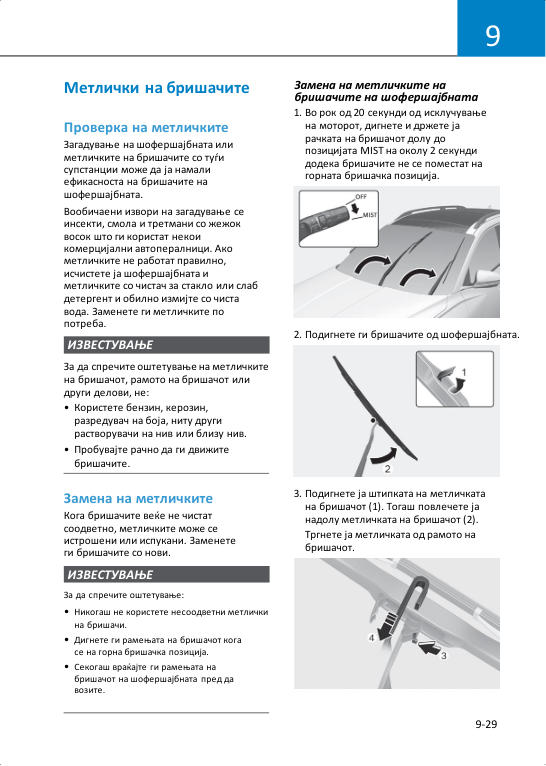 9
Метлички на бришачите
Проверка на метличките
Загадување на шофершајбната или
метличките на бришачите со туѓи
супстанции може да ја намали
ефикасноста на бришачите на
шофершајбната.
Вообичаени извори на загадување се
инсекти, смола и третмани со жежок
восок што ги користат некои
комерцијални автопералници. Ако
метличките не работат правилно,
исчистете ја шофершајбната и
метличките со чистач за стакло или слаб
детергент и обилно измијте со чиста
вода. Заменете ги метличките по
потреба.
ИЗВЕСТУВАЊЕ
За да спречите оштетување на метличките
на бришачот, рамото на бришачот или
други делови, не:
• Користете бензин, керозин,
разредувач на боја, ниту други
растворувачи на нив или близу нив.
• Пробувајте рачно да ги движите
бришачите.
Замена на метличките
Кога бришачите веќе не чистат
соодветно, метличките може се
истрошени или испукани. Заменете
ги бришачите со нови.
ИЗВЕСТУВАЊЕ
За да спречите оштетување:
• Никогаш не користете несоодветни метлички
на бришачи.
• Дигнете ги рамењата на бришачот кога
се на горна бришачка позиција.
• Секогаш враќајте ги рамењата на
бришачот на шофершајбната пред да
возите.
Замена на метличките на
бришачите на шофершајбната
1. Во рок од 20 секунди од исклучување
на моторот, дигнете и држете ја
рачката на бришачот долу до
позицијата MIST на околу 2 секунди
додека бришачите не се поместат на
горната бришачка позиција.
OFF
MIST
2. Подигнете ги бришачите од шофершајбната.
1
2
3. Подигнете ја штипката на метличката
на бришачот (1). Тогаш повлечете ја
надолу метличката на бришачот (2).
Тргнете ја метличката од рамото на
бришачот.
4
3
9-29